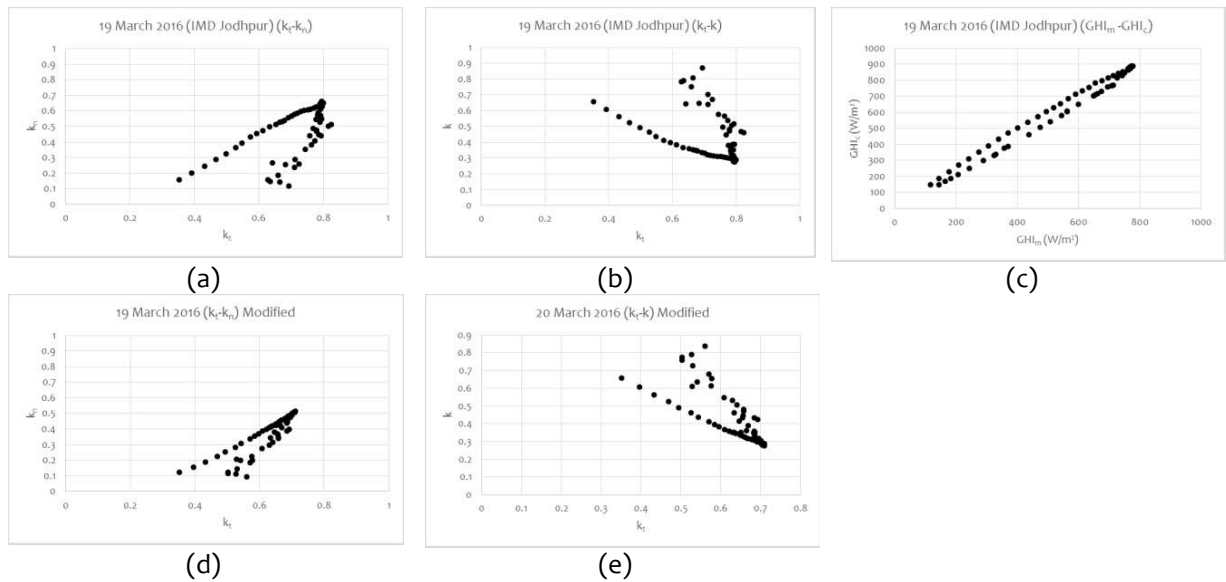 19 March 2016 (IMD Jodhpur) (kₜ-kₙ)
kₙ
1
0.9
0.8
0.7
0.6
0.5
0.4
0.3
0.2
0.1
0
0 0.2 0.4 0.6 0.8 1
kₜ
(a)
19 March 2016 (IMD Jodhpur) (kₜ-k)
k
1
0.9
0.8
0.7
0.6
0.5
0.4
0.3
0.2
0.1
0
0 0.2 0.4 0.6 0.8 1
kₜ
(b)
19 March 2016 (IMD Jodhpur) (GHIₘ -GHI꜀)
GHI꜀ (W/m²)
1000
900
800
700
600
500
400
300
200
100
0
0 200 400 600 800 1000
GHIₘ (W/m²)
(c)
19 March 2016 (kₜ-kₙ) Modified
kₙ
1
0.9
0.8
0.7
0.6
0.5
0.4
0.3
0.2
0.1
0
0 0.2 0.4 0.6 0.8 1
kₜ
(d)
20 March 2016 (kₜ-k) Modified
k
0.9
0.8
0.7
0.6
0.5
0.4
0.3
0.2
0.1
0
0 0.1 0.2 0.3 0.4 0.5 0.6 0.7 0.8
kₜ
(e)